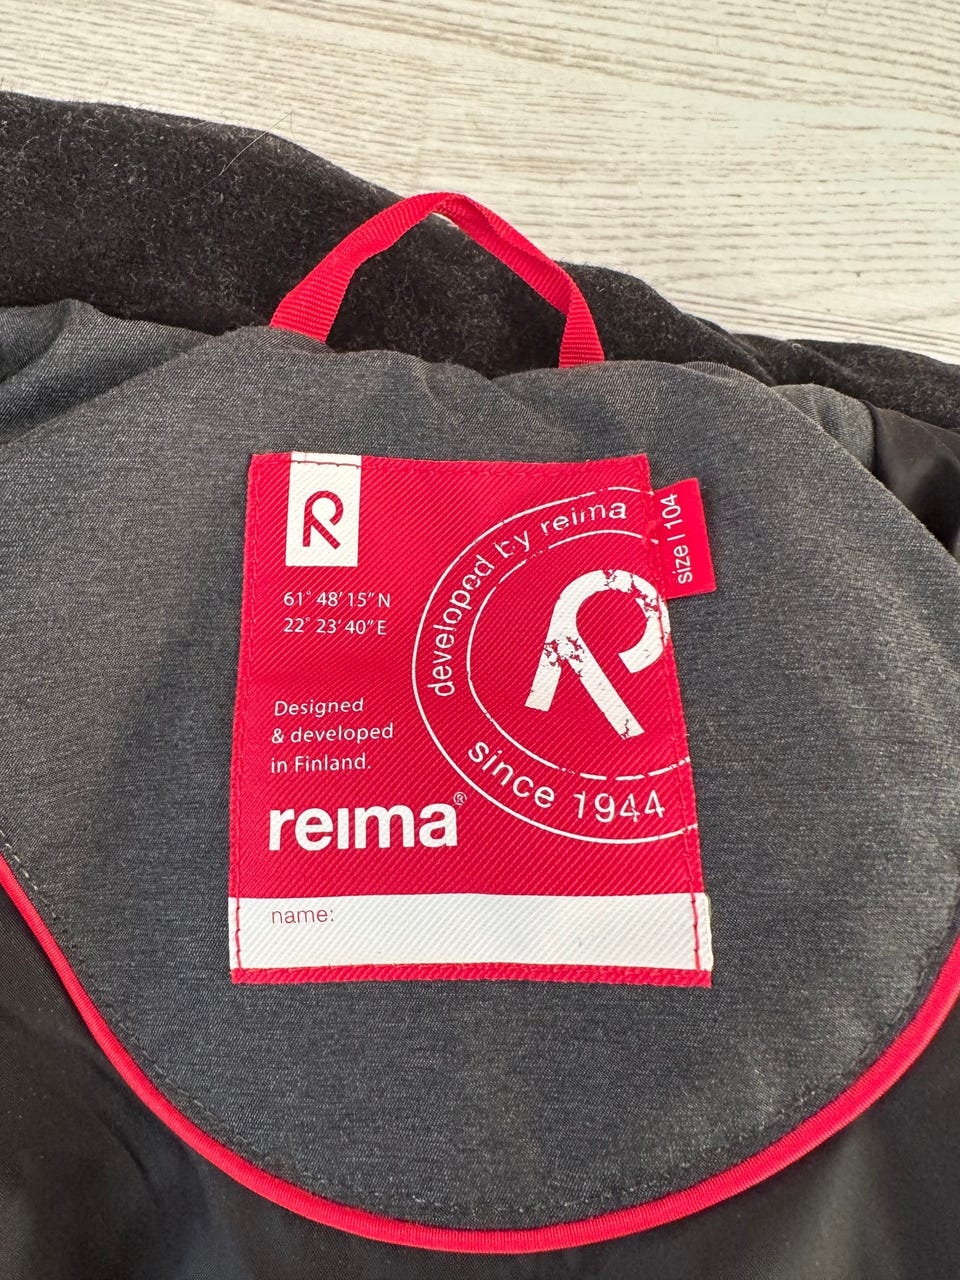 R
61° 48' 15" N
22° 23' 40" E
Designed
& developed
in Finland.
reima®
name:
developed by reima
R
since 1944
size | 104